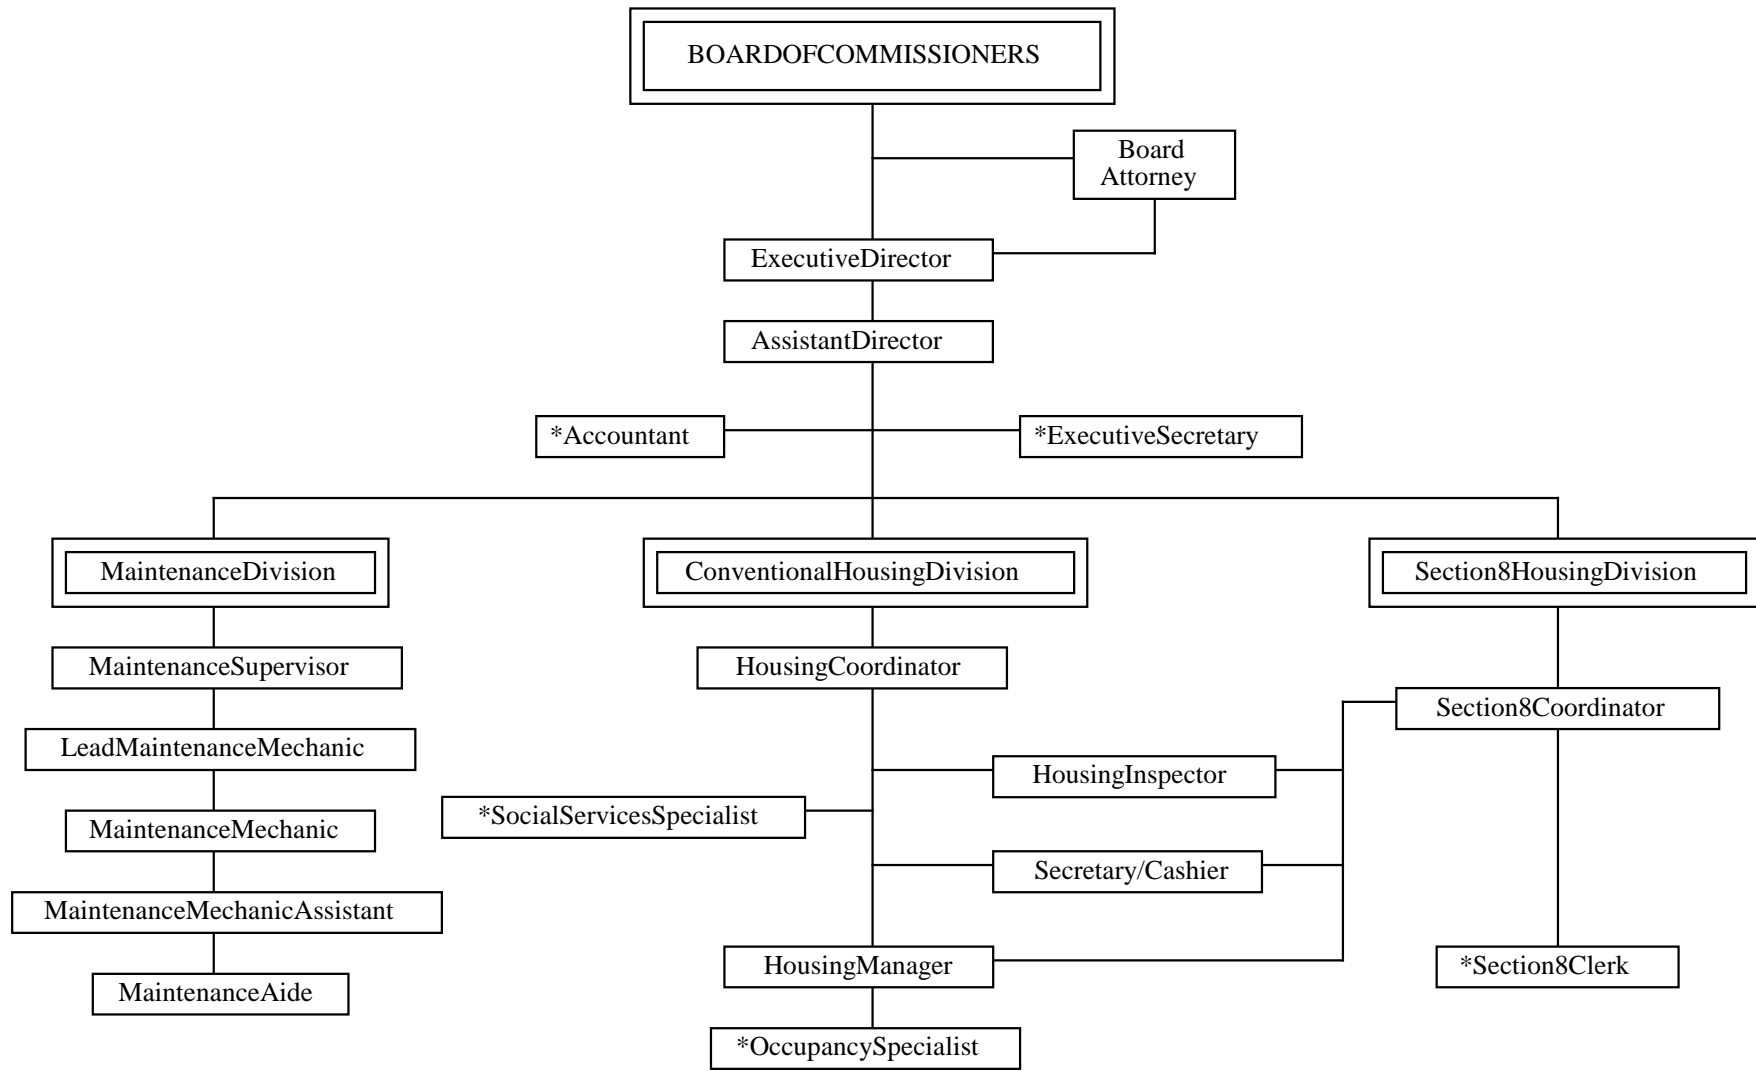 BOARDOFCOMMISSIONERS
Board
Attorney
ExecutiveDirector
AssistantDirector
*Accountant
*ExecutiveSecretary
MaintenanceDivision
ConventionalHousingDivision
Section8HousingDivision
MaintenanceSupervisor
HousingCoordinator
Section8Coordinator
LeadMaintenanceMechanic
HousingInspector
*SocialServicesSpecialist
MaintenanceMechanic
Secretary/Cashier
MaintenanceMechanicAssistant
HousingManager
*Section8Clerk
MaintenanceAide
*OccupancySpecialist